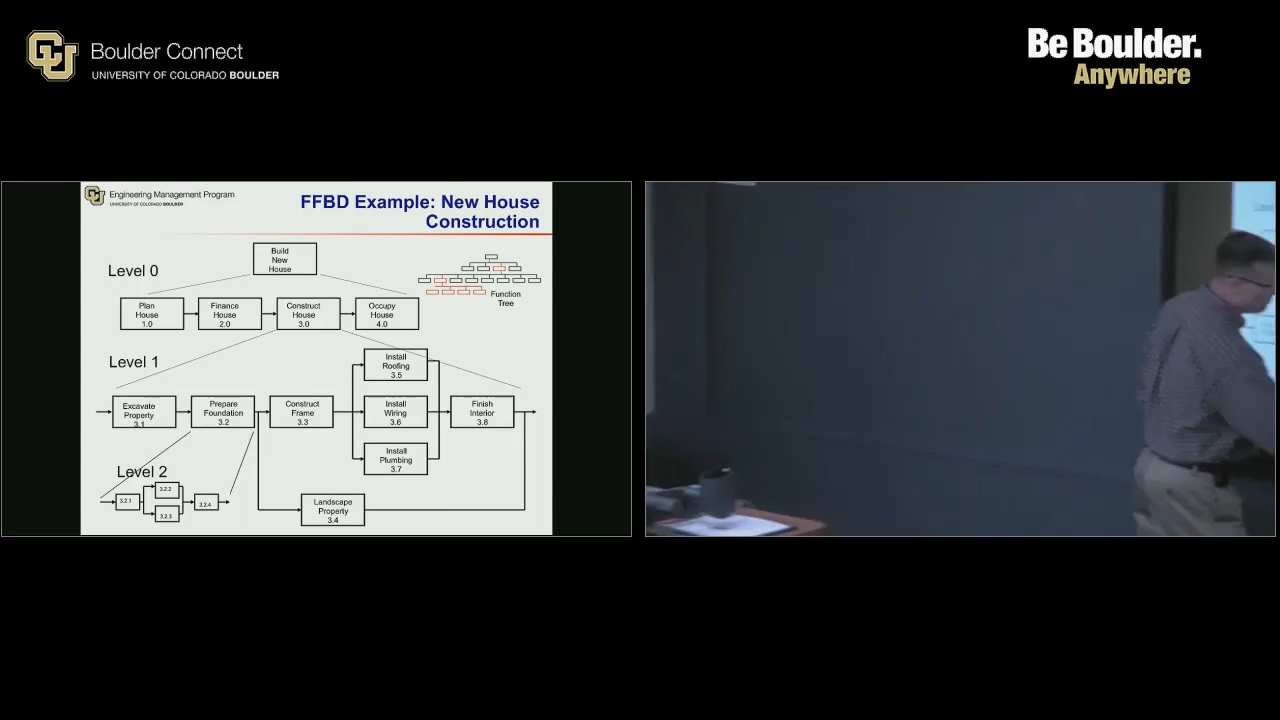 CU
Boulder Connect
UNIVERSITY OF COLORADO BOULDER
Be Boulder.
Anywhere
CU
Engineering Management Program
UNIVERSITY OF COLORADO BOULDER
FFBD Example: New House
Construction
Build
New
House
Level 0
Function
Tree
Plan
House
1.0
Finance
House
2.0
Construct
House
3.0
Occupy
House
4.0
Level 1
Install
Roofing
3.5
Excavate
Property
3.1
Prepare
Foundation
3.2
Construct
Frame
3.3
Install
Wiring
3.6
Finish
Interior
3.8
Install
Plumbing
3.7
Level 2
3.2.1
3.2.2
3.2.3
3.2.4
Landscape
Property
3.4